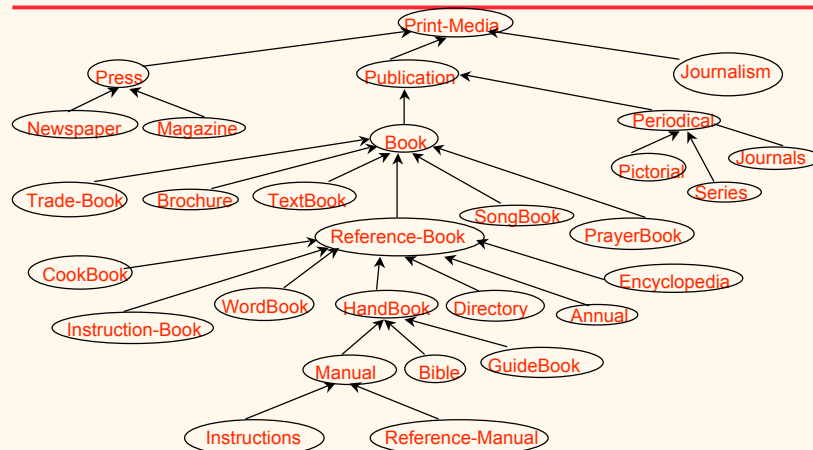 Print-Media
Press
Publication
Journalism
Newspaper
Magazine
Periodical
Book
Pictorial
Journals
Trade-Book
Brochure
TextBook
Series
SongBook
Reference-Book
PrayerBook
CookBook
Encyclopedia
WordBook
HandBook
Directory
Annual
Instruction-Book
Manual
Bible
GuideBook
Instructions
Reference-Manual